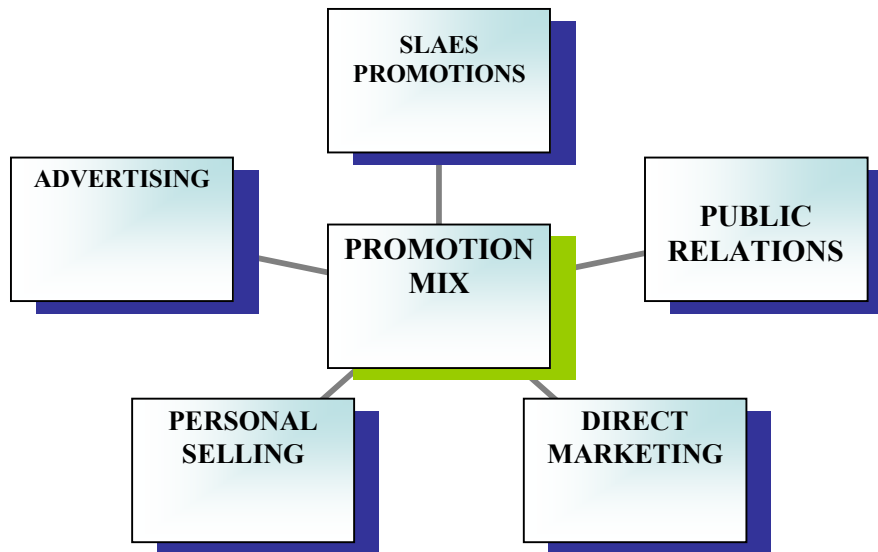 SLAES
PROMOTIONS
ADVERTISING
PUBLIC
RELATIONS
PROMOTION
MIX
PERSONAL
SELLING
DIRECT
MARKETING